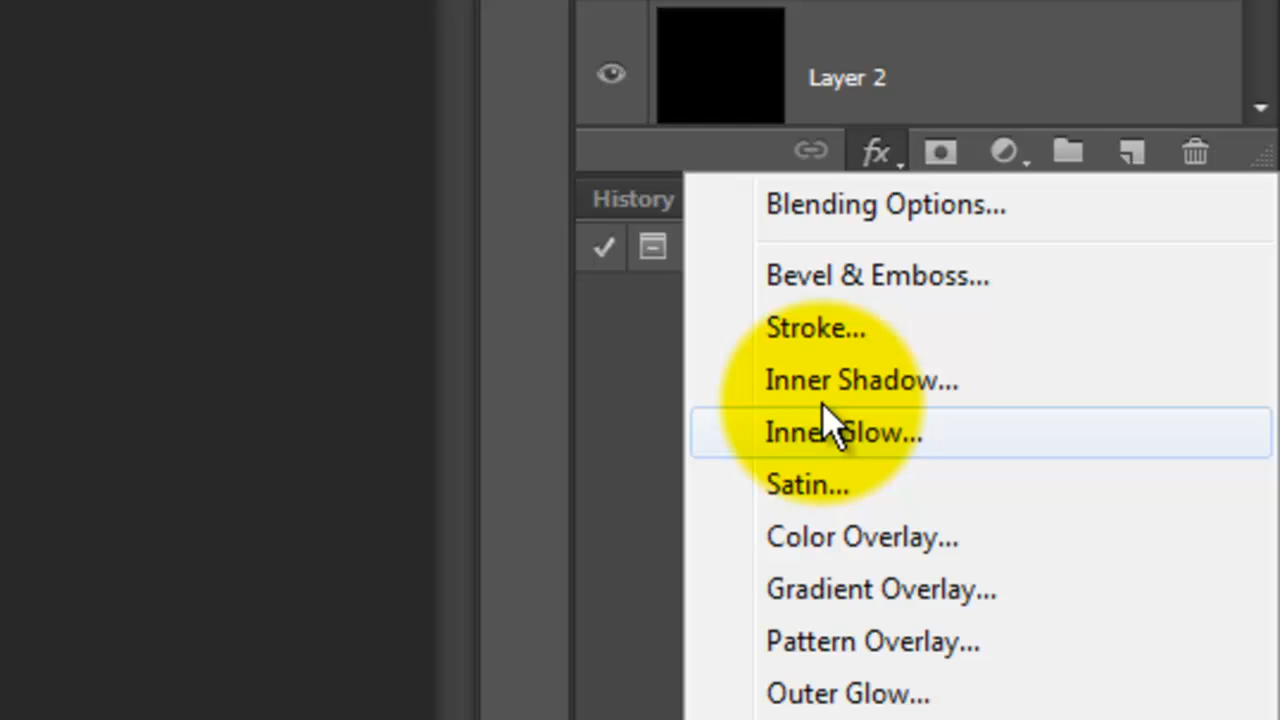 Layer 2
fx
History
Blending Options...
Bevel & Emboss...
Stroke...
Inner Shadow...
Inner Glow...
Satin...
Color Overlay...
Gradient Overlay...
Pattern Overlay...
Outer Glow...